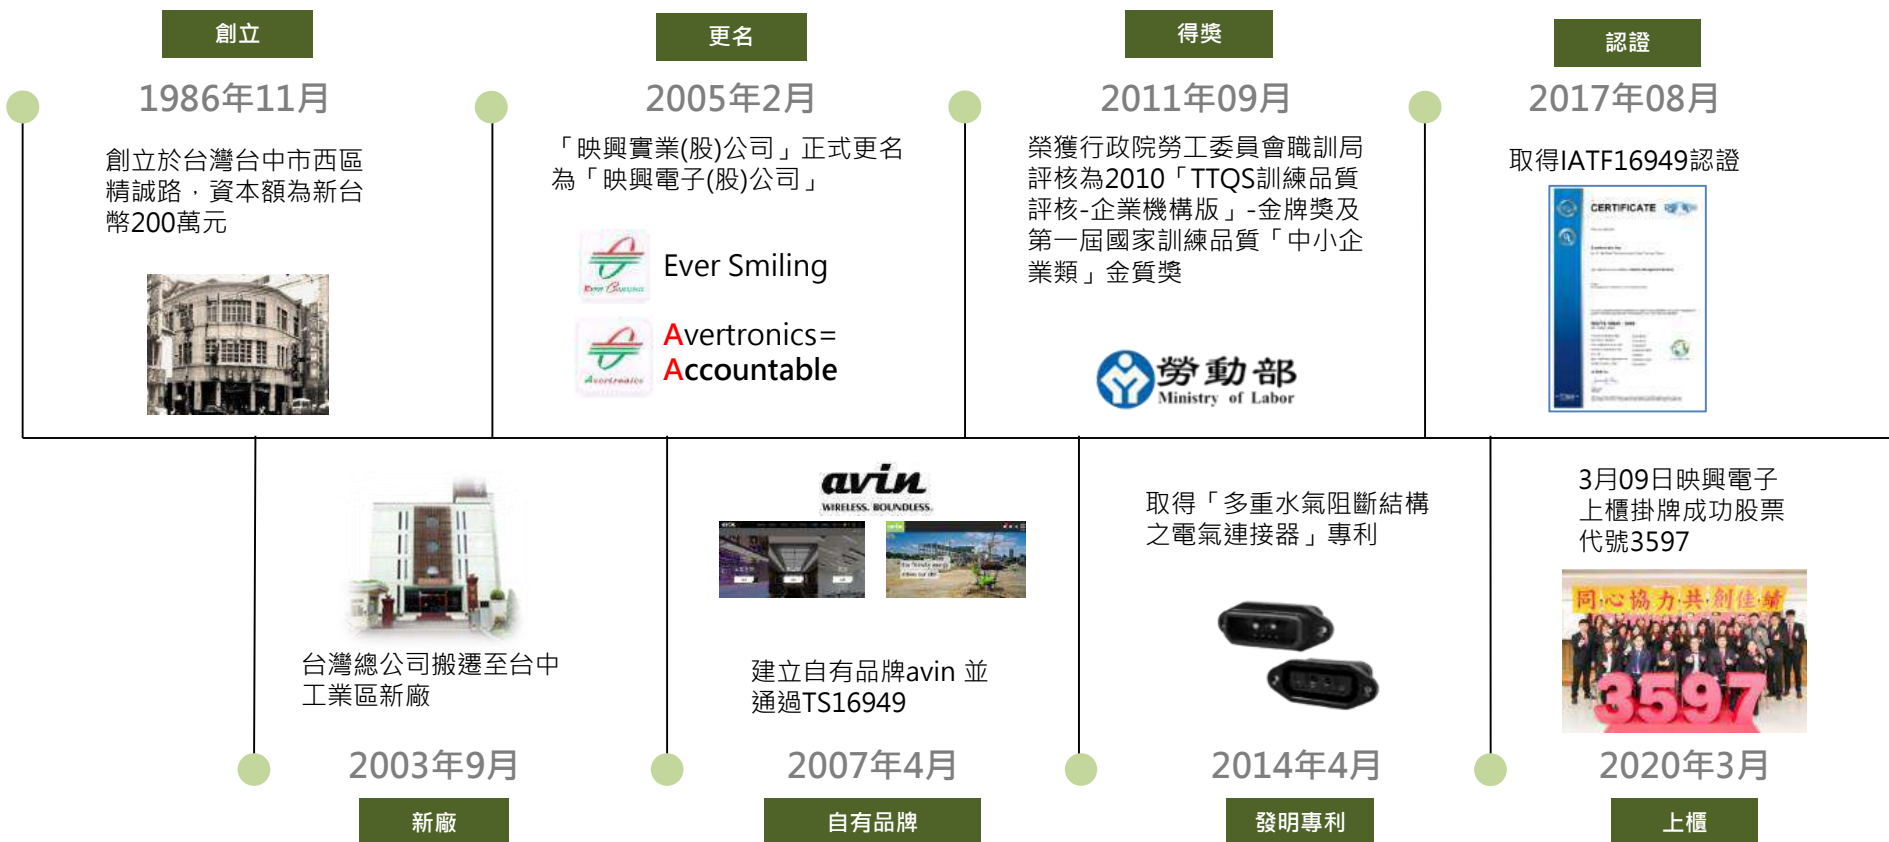 創立
1986年11月
創立於台灣台中市西區
精誠路，資本額為新台
幣200萬元
更名
2005年2月
「映興實業(股)公司」正式更名
為「映興電子(股)公司」
Ever Smiling
Avertronics
Avertronics=
Accountable
得獎
2011年09月
榮獲行政院勞工委員會職訓局
評核為2010「TTQS訓練品質
評核-企業機構版」-金牌獎及
第一屆國家訓練品質「中小企
業類」金質獎
勞動部
Ministry of Labor
認證
2017年08月
取得IATF16949認證
CERTIFICATE
台灣總公司搬遷至台中
工業區新廠
2003年9月
新廠
avin
WIRELESS. BOUNDLESS.
建立自有品牌avin 並
通過TS16949
2007年4月
自有品牌
取得「多重水氣阻斷結構
之電氣連接器」專利
2014年4月
發明專利
3月09日映興電子
上櫃掛牌成功股票
代號3597
同心協力共創佳績
3597
2020年3月
上櫃